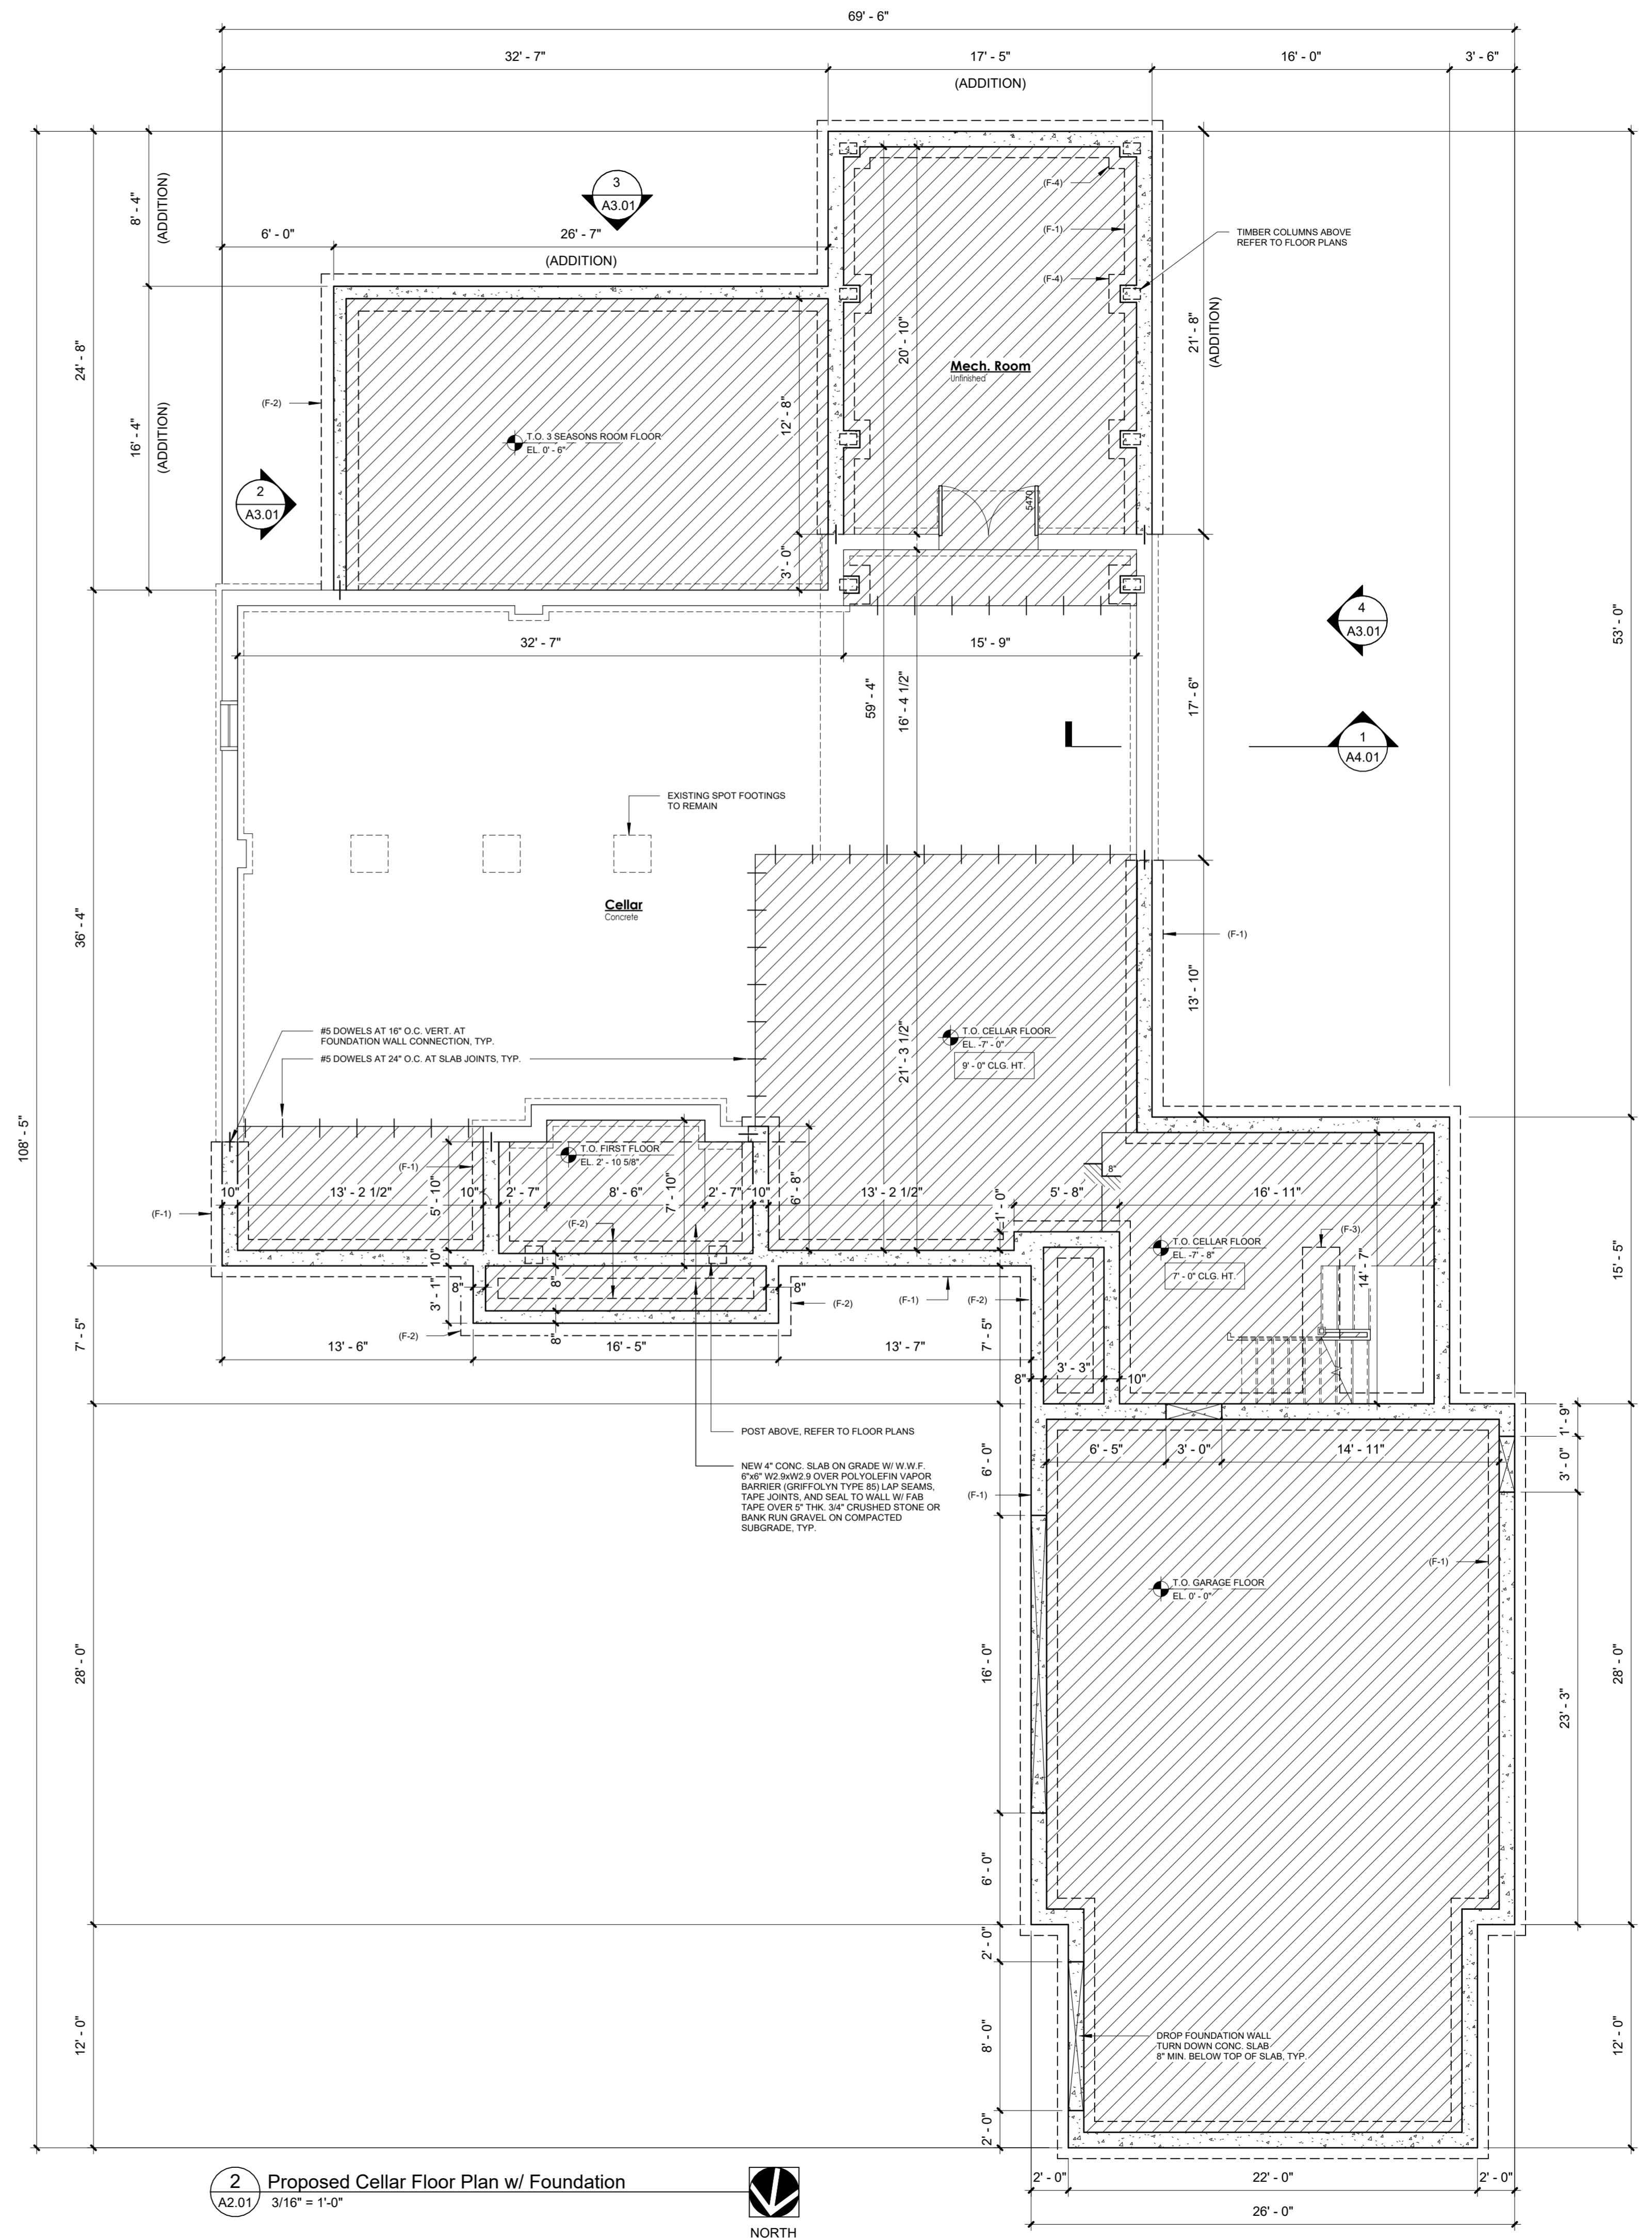 69' - 6"
32' - 7"
17' - 5"
(ADDITION)
16' - 0"
3' - 6"
8' - 4"
(ADDITION)
6' - 0"
26' - 7"
(ADDITION)
3
A3.01
(F-4)
(F-1)
(F-4)
TIMBER COLUMNS ABOVE
REFER TO FLOOR PLANS
24' - 8"
16' - 4"
(ADDITION)
(F-2)
20' - 10"
21' - 8"
(ADDITION)
Mech. Room
Unfinished
12' - 8"
T.O. 3 SEASONS ROOM FLOOR
EL. 0' - 6"
2
A3.01
5470
3' - 0"
32' - 7"
15' - 9"
4
A3.01
53' - 0"
59' - 4"
16' - 4 1/2"
17' - 6"
1
A4.01
EXISTING SPOT FOOTINGS
TO REMAIN
Cellar
Concrete
36' - 4"
(F-1)
13' - 10"
#5 DOWELS AT 16" O.C. VERT. AT
FOUNDATION WALL CONNECTION, TYP.
#5 DOWELS AT 24" O.C. AT SLAB JOINTS, TYP.
21' - 3 1/2"
T.O. CELLAR FLOOR
EL. -7' - 0"
9' - 0" CLG. HT.
108' - 5"
T.O. FIRST FLOOR
EL. 2' - 10 5/8"
(F-1)
8"
10"
13' - 2 1/2"
10"
5' - 10"
2' - 7"
8' - 6"
7' - 10"
2' - 7"
10"
6' - 8"
13' - 2 1/2"
1' - 0"
5' - 8"
16' - 11"
(F-1)
(F-2)
(F-3)
T.O. CELLAR FLOOR
EL. -7' - 8"
7' - 0" CLG. HT.
14' - 7"
15' - 5"
10"
3' - 1"
8"
8"
8"
(F-2)
(F-1)
(F-2)
(F-2)
8"
7' - 5"
13' - 6"
16' - 5"
13' - 7"
7' - 5"
8"
3' - 3"
10"
POST ABOVE, REFER TO FLOOR PLANS
NEW 4" CONC. SLAB ON GRADE W/ W.W.F.
6"x6" W2.9xW2.9 OVER POLYOLEFIN VAPOR
BARRIER (GRIFFOLYN TYPE 85) LAP SEAMS,
TAPE JOINTS, AND SEAL TO WALL W/ FAB
TAPE OVER 5" THK. 3/4" CRUSHED STONE OR
BANK RUN GRAVEL ON COMPACTED
SUBGRADE, TYP.
6' - 0"
6' - 5"
3' - 0"
14' - 11"
1' - 9"
3' - 0"
(F-1)
(F-1)
T.O. GARAGE FLOOR
EL. 0' - 0"
28' - 0"
16' - 0"
23' - 3"
28' - 0"
6' - 0"
2' - 0"
12' - 0"
8' - 0"
DROP FOUNDATION WALL
TURN DOWN CONC. SLAB
8" MIN. BELOW TOP OF SLAB, TYP.
12' - 0"
2' - 0"
2' - 0"
22' - 0"
2' - 0"
26' - 0"
2
A2.01
Proposed Cellar Floor Plan w/ Foundation
3/16" = 1'-0"
NORTH